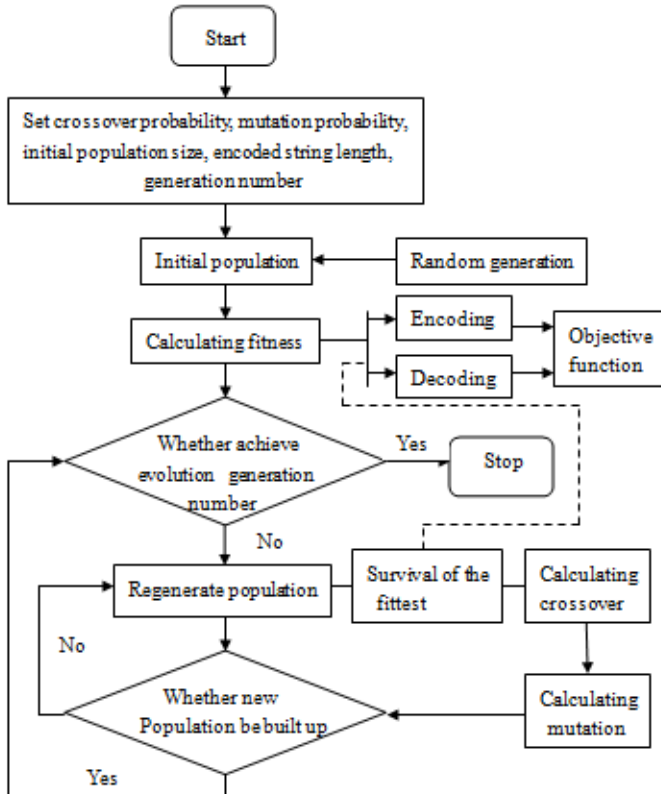 Start
Set crossover probability, mutation probability,
initial population size, encoded string length,
generation number
Initial population
Random generation
Calculating fitness
Encoding
Decoding
Objective
function
Whether achieve
evolution generation
number
Yes
Stop
No
Regenerate population
Survival of the
fittest
Calculating
crossover
No
Whether new
Population be built up
Calculating
mutation
Yes